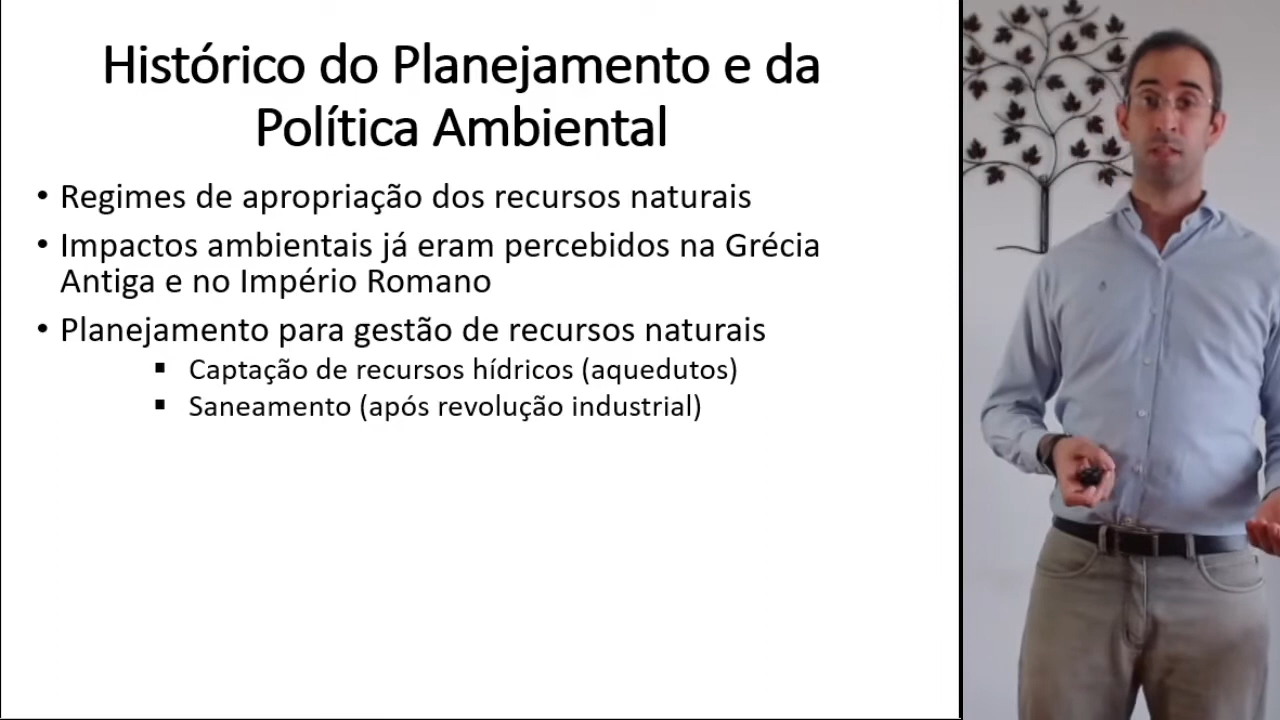 Histórico do Planejamento e da
Política Ambiental
• Regimes de apropriação dos recursos naturais
• Impactos ambientais já eram percebidos na Grécia
Antiga e no Império Romano
• Planejamento para gestão de recursos naturais
▪ Captação de recursos hídricos (aquedutos)
▪ Saneamento (após revolução industrial)